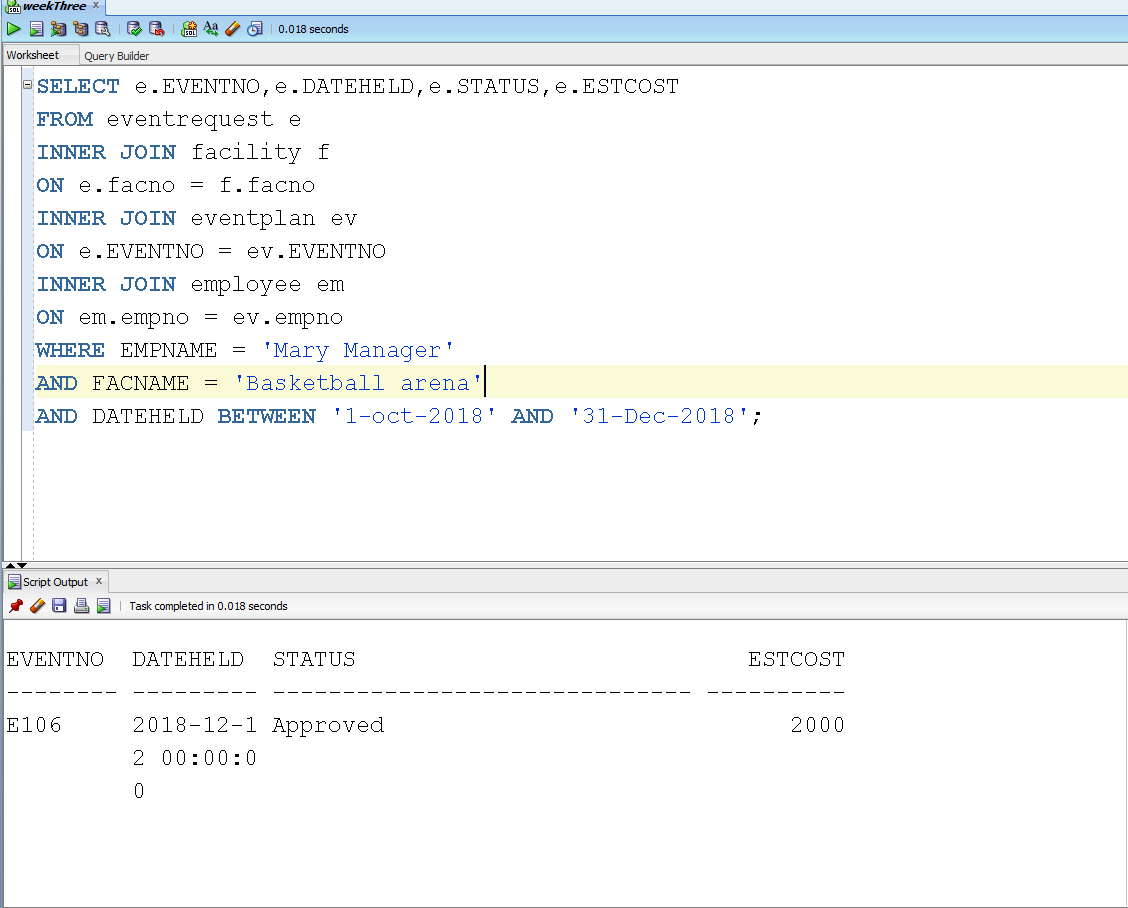 weekThree x
0.018 seconds
Worksheet Query Builder
SELECT e.EVENTNO,e.DATEHELD,e.STATUS,e.ESTCOST
FROM eventrequest e
INNER JOIN facility f
ON e.facno = f.facno
INNER JOIN eventplan ev
ON e.EVENTNO = ev.EVENTNO
INNER JOIN employee em
ON em.empno = ev.empno
WHERE EMPNAME = 'Mary Manager'
AND FACNAME = 'Basketball arena'
AND DATEHELD BETWEEN '1-oct-2018' AND '31-Dec-2018';
Script Output x
Task completed in 0.018 seconds
EVENTNO DATEHELD STATUS ESTCOST
-------- --------- ------------------------------ ----------
E106 2018-12-1 Approved 2000
2 00:00:0
0